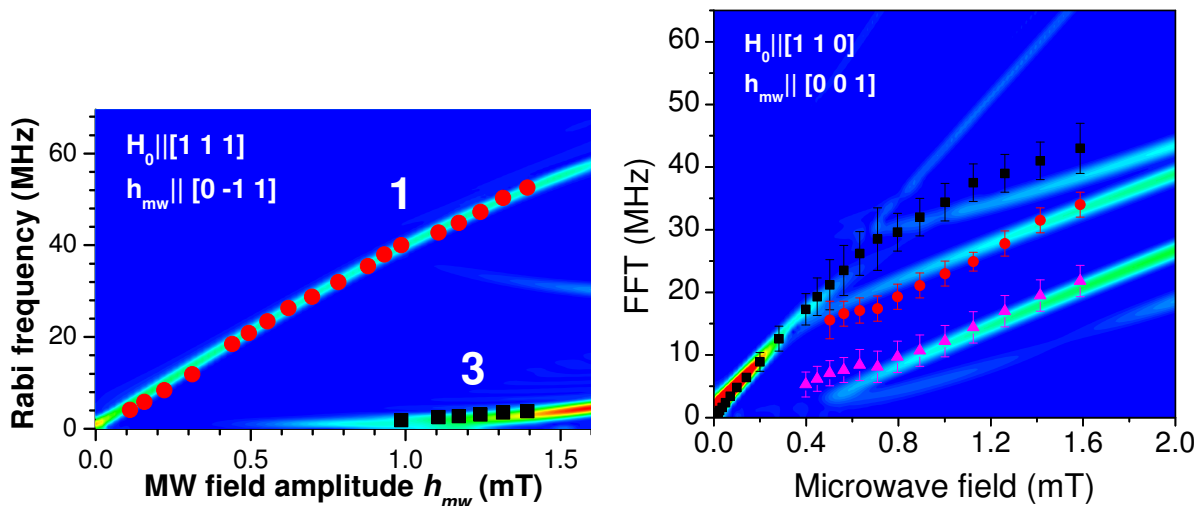 H0||[1 1 1]
hmw|| [0 -1 1]
1
3
Rabi frequency (MHz)
60
40
20
0
0.0 0.5 1.0 1.5
MW field amplitude hmw (mT)
H0||[1 1 0]
hmw|| [0 0 1]
FFT (MHz)
65
60
50
40
30
20
10
0
0.0 0.4 0.8 1.2 1.6 2.0
Microwave field (mT)